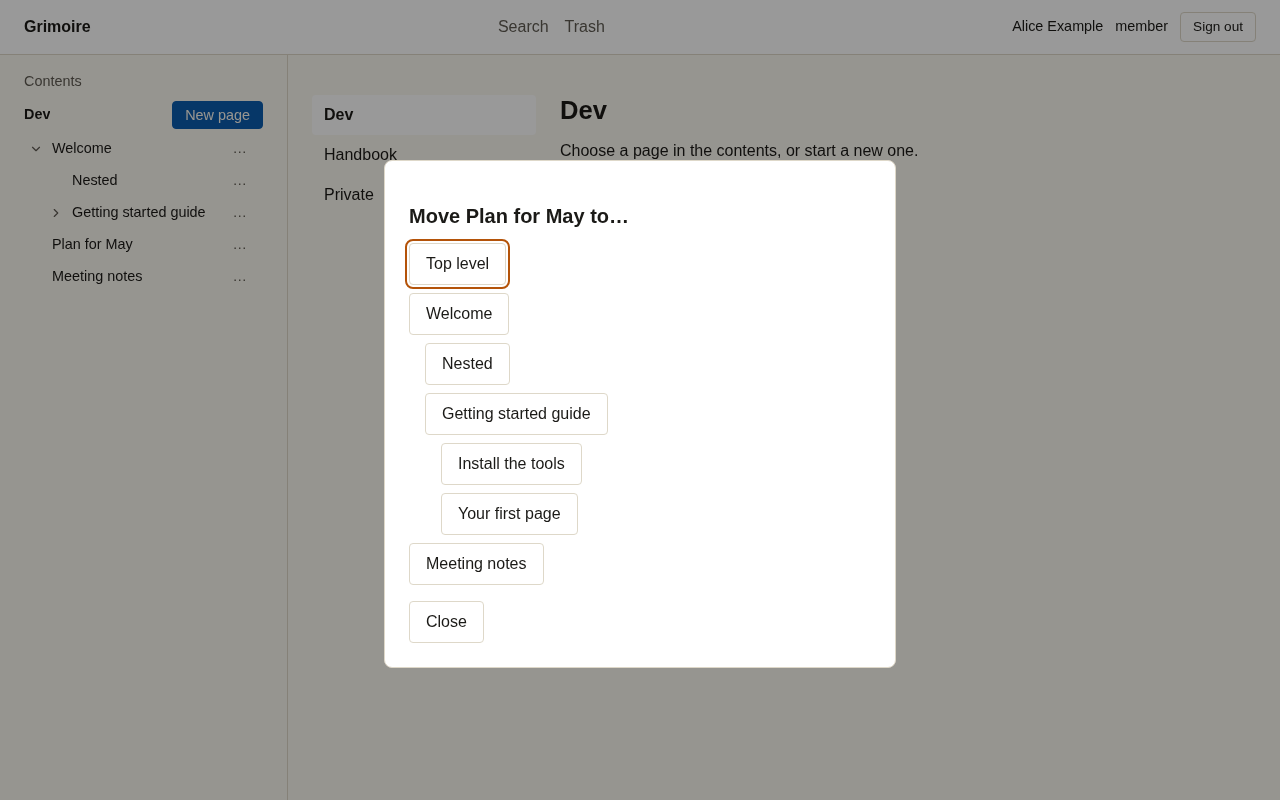 Grimoire
Search Trash
Alice Example member Sign out
Contents
Dev New page
Welcome …
Nested …
Getting started guide …
Plan for May …
Meeting notes …
Dev
Handbook
Private
Dev
Choose a page in the contents, or start a new one.
Move Plan for May to…
Top level
Welcome
Nested
Getting started guide
Install the tools
Your first page
Meeting notes
Close